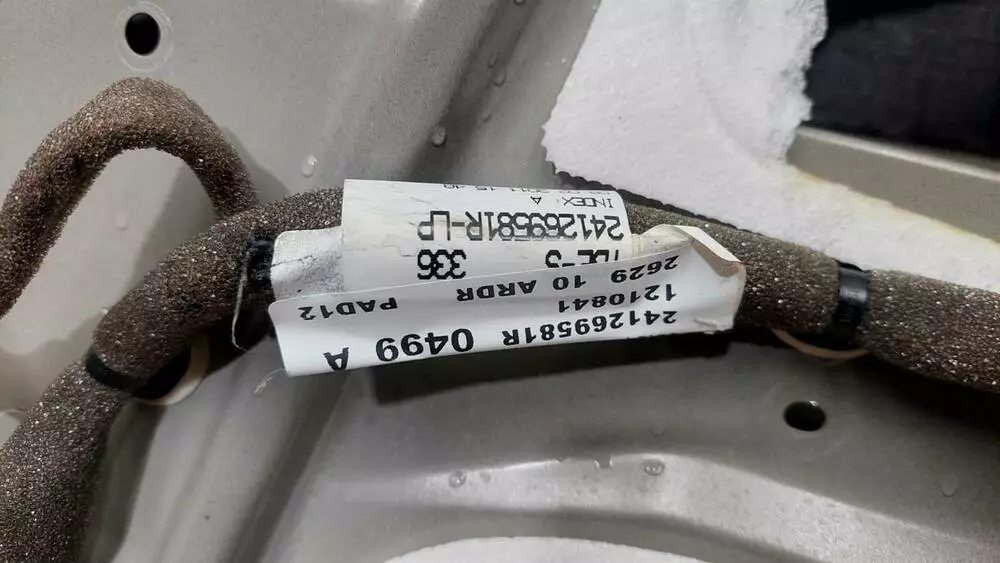 241269581R 0499 A
1210841
2629 10 ARDR PAD12
336
241269581R-LP
INDEX: A